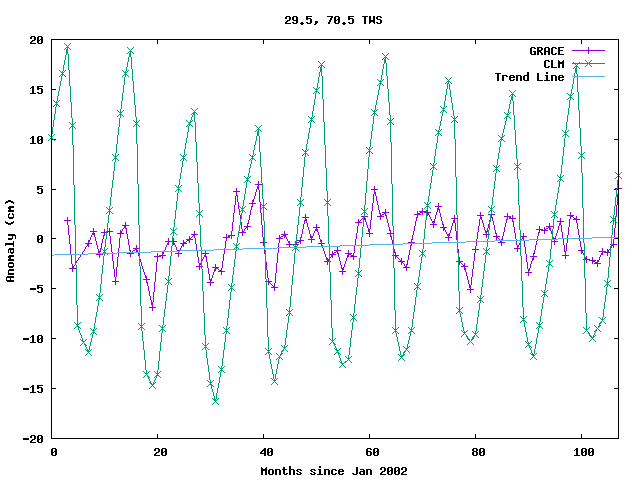 29.5, 70.5 TWS
GRACE
CLM
Trend Line
Anomaly (cm)
20
15
10
5
0
-5
-10
-15
-20
0 20 40 60 80 100
Months since Jan 2002